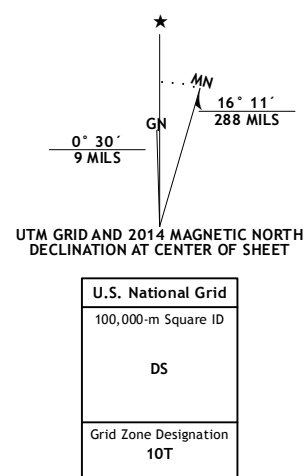 ★
MN
GN
16° 11´
288 MILS
0° 30´
9 MILS
UTM GRID AND 2014 MAGNETIC NORTH
DECLINATION AT CENTER OF SHEET
U.S. National Grid
100,000-m Square ID
DS
Grid Zone Designation
10T